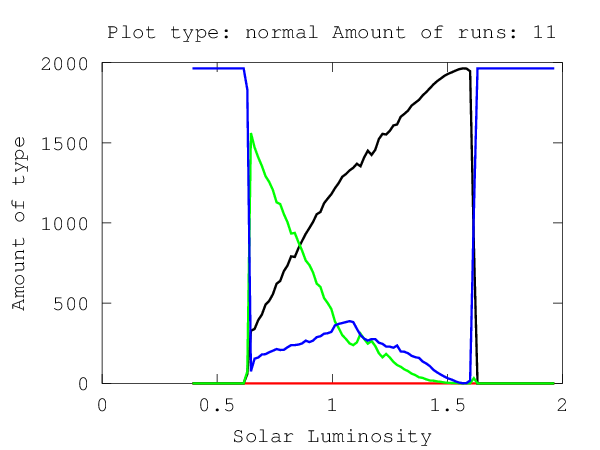 Plot type: normal Amount of runs: 11
2000
1500
1000
500
0
Amount of type
0 0.5 1 1.5 2
Solar Luminosity